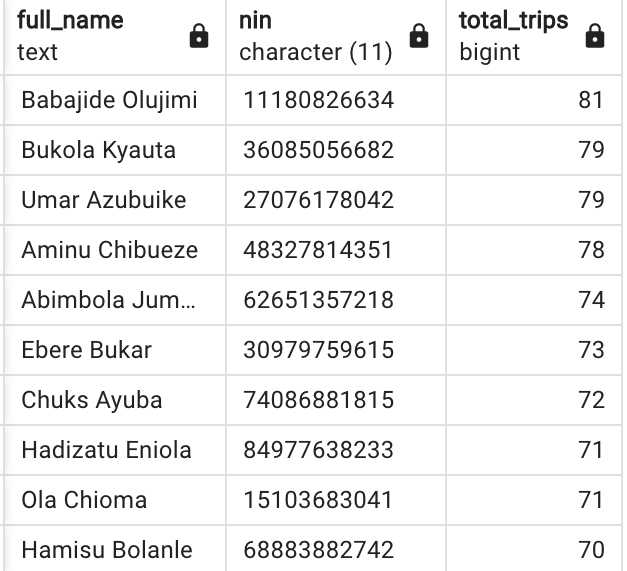 full_name nin total_trips
text character (11) bigint
Babajide Olujimi 11180826634 81
Bukola Kyauta 36085056682 79
Umar Azubuike 27076178042 79
Aminu Chibueze 48327814351 78
Abimbola Jum… 62651357218 74
Ebere Bukar 30979759615 73
Chuks Ayuba 74086881815 72
Hadizatu Eniola 84977638233 71
Ola Chioma 15103683041 71
Hamisu Bolanle 68883882742 70